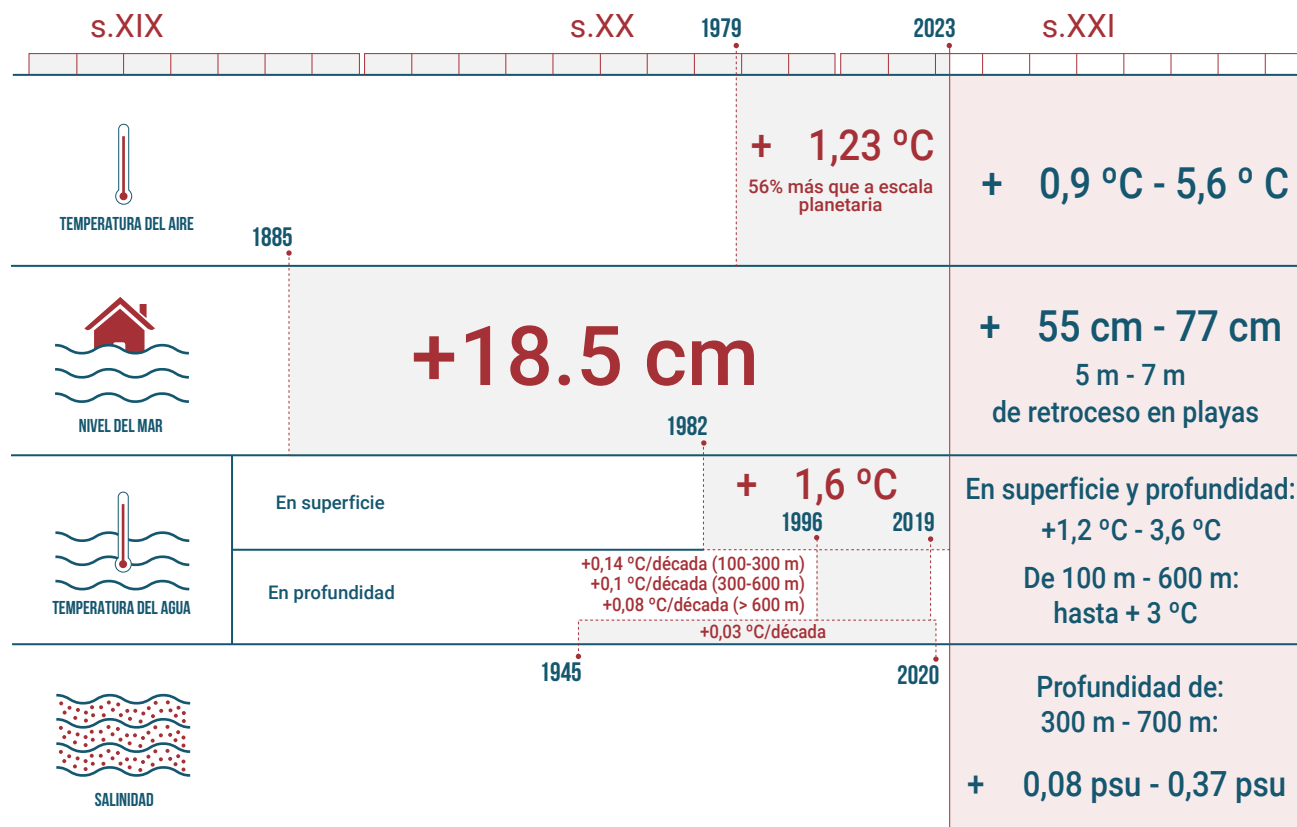 s.XIX
s.XX
1979
2023
s.XXI
TEMPERATURA DEL AIRE
+ 1,23 ºC
56% más que a escala
planetaria
+ 0,9 ºC - 5,6 º C
1885
NIVEL DEL MAR
+18.5 cm
+ 55 cm - 77 cm
5 m - 7 m
de retroceso en playas
1982
TEMPERATURA DEL AGUA
En superficie
+ 1,6 ºC
1996
2019
En profundidad
+0,14 ºC/década (100-300 m)
+0,1 ºC/década (300-600 m)
+0,08 ºC/década (> 600 m)
+0,03 ºC/década
1945
2020
En superficie y profundidad:
+1,2 ºC - 3,6 ºC
De 100 m - 600 m:
hasta + 3 ºC
SALINIDAD
Profundidad de:
300 m - 700 m:
+ 0,08 psu - 0,37 psu